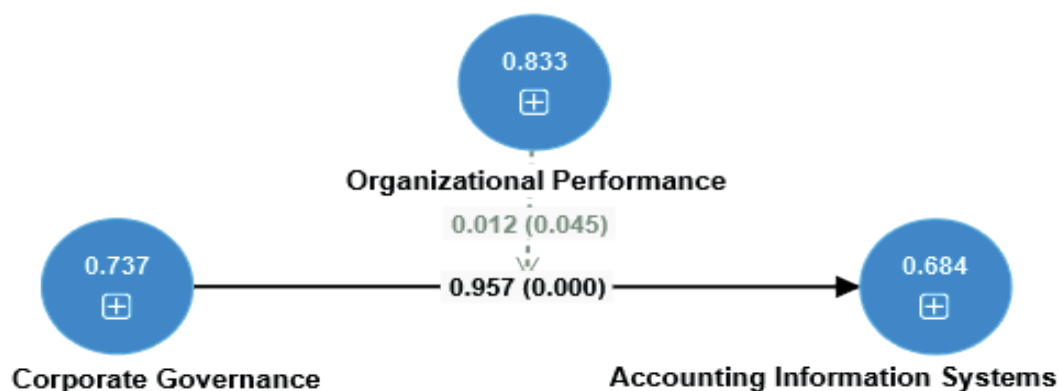 0.833
Organizational Performance
0.012 (0.045)
0.737
0.957 (0.000)
0.684
Corporate Governance
Accounting Information Systems